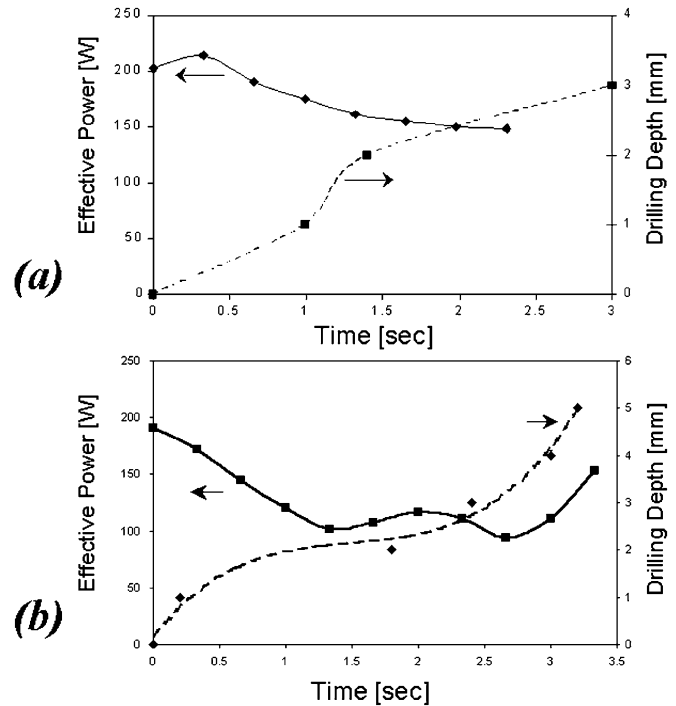 250
200
150
100
50
0
Effective Power [W]
4
3
2
1
0
Drilling Depth [mm]
0 0.5 1 1.5 2 2.5 3
Time [sec]
(a)
250
200
150
100
50
0
Effective Power [W]
6
5
4
3
2
1
0
Drilling Depth [mm]
0 0.5 1 1.5 2 2.5 3 3.5
Time [sec]
(b)